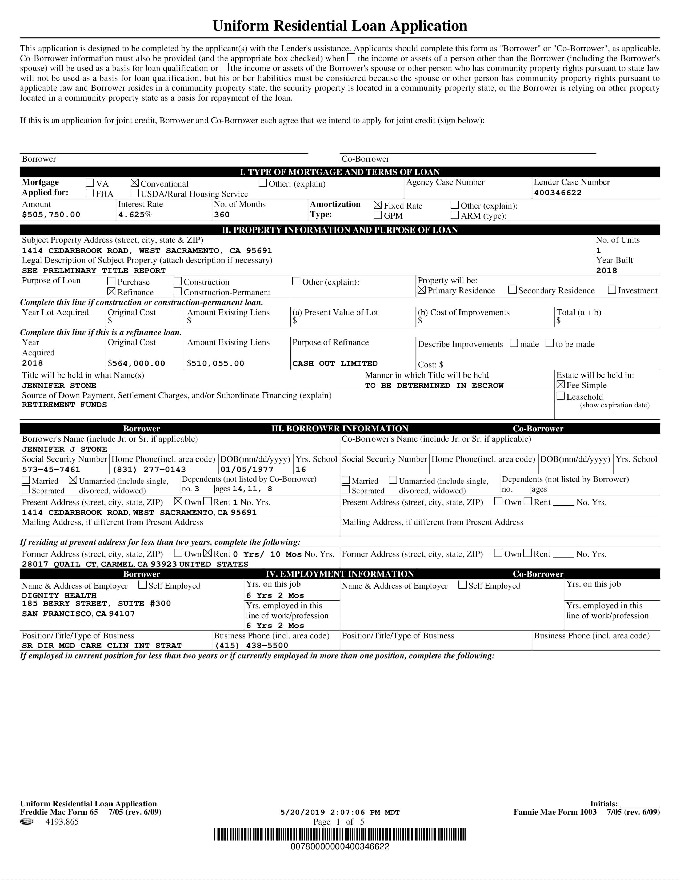 Uniform Residential Loan Application
This application is designed to be completed by the applicant(s) with the Lender's assistance. Applicants should complete this form as "Borrower" or "Co-Borrower", as applicable.
Co-Borrower information must also be provided (and the appropriate box checked) when the income or assets of a person other than the Borrower (including the Borrower's
spouse) will be used as a basis for loan qualification or the income or assets of the Borrower's spouse or other person who has community property rights pursuant to state law
will not be used as a basis for loan qualification, but his or her liabilities must be considered because the spouse or other person has community property rights pursuant to
applicable law and Borrower resides in a community property state, the security property is located in a community property state, or the Borrower is relying on other property
located in a community property state as a basis for repayment of the loan.
If this is an application for joint credit, Borrower and Co-Borrower each agree that we intend to apply for joint credit (sign below):
Borrower Co-Borrower
I. TYPE OF MORTGAGE AND TERMS OF LOAN
Mortgage VA Conventional Other: (explain) Agency Case Number Lender Case Number
Applied for: FHA USDA/Rural Housing Service 400346622
Amount Interest Rate No. of Months Amortization Fixed Rate Other (explain):
$505,750.00 4.625% 360 Type: GPM ARM (type):
II. PROPERTY INFORMATION AND PURPOSE OF LOAN
Subject Property Address (street, city, state & ZIP) No. of Units
1414 CEDARBROOK ROAD, WEST SACRAMENTO, CA 95691 1
Legal Description of Subject Property (attach description if necessary) Year Built
SEE PRELMINARY TITLE REPORT 2018
Purpose of Loan Purchase Construction Other (explain): Property will be:
Refinance Construction-Permanent Primary Residence Secondary Residence Investment
Complete this line if construction or construction-permanent loan.
Year Lot Acquired Original Cost Amount Existing Liens (a) Present Value of Lot (b) Cost of Improvements Total (a + b)
$ $ $ $ $
Complete this line if this is a refinance loan.
Year Original Cost Amount Existing Liens Purpose of Refinance Describe Improvements made to be made
Acquired
2018 $564,000.00 $510,055.00 CASH OUT LIMITED Cost: $
Title will be held in what Name(s) Manner in which Title will be held Estate will be held in:
JENNIFER STONE TO BE DETERMINED IN ESCROW Fee Simple
Source of Down Payment, Settlement Charges, and/or Subordinate Financing (explain) Leasehold
RETIREMENT FUNDS (show expiration date)
Borrower III. BORROWER INFORMATION Co-Borrower
Borrower's Name (include Jr. or Sr. if applicable) Co-Borrower's Name (include Jr. or Sr. if applicable)
JENNIFER J STONE
Social Security Number Home Phone(incl. area code) DOB(mm/dd/yyyy) Yrs. School Social Security Number Home Phone(incl. area code) DOB(mm/dd/yyyy) Yrs. School
573-45-7461 (831) 277-0143 01/05/1977 16
Married Unmarried (include single, Dependents (not listed by Co-Borrower) Married Unmarried (include single, Dependents (not listed by Borrower)
Separated divorced, widowed) no. 3 ages 14,11, 8 Separated divorced, widowed) no. ages
Present Address (street, city, state, ZIP) Own Rent 1 No. Yrs. Present Address (street, city, state, ZIP) Own Rent No. Yrs.
1414 CEDARBROOK ROAD,WEST SACRAMENTO,CA 95691
Mailing Address, if different from Present Address Mailing Address, if different from Present Address
If residing at present address for less than two years, complete the following:
Former Address (street, city, state, ZIP) Own Rent 0 Yrs/ 10 Mos No. Yrs. Former Address (street, city, state, ZIP) Own Rent No. Yrs.
28017 QUAIL CT,CARMEL,CA 93923 UNITED STATES
Borrower IV. EMPLOYMENT INFORMATION Co-Borrower
Name & Address of Employer Self Employed Yrs. on this job Name & Address of Employer Self Employed Yrs. on this job
DIGNITY HEALTH 6 Yrs 2 Mos
185 BERRY STREET, SUITE #300 Yrs. employed in this Yrs. employed in this
SAN FRANCISCO,CA 94107 line of work/profession line of work/profession
6 Yrs 2 Mos
Position/Title/Type of Business Business Phone (incl. area code) Position/Title/Type of Business Business Phone (incl. area code)
SR DIR MGD CARE CLIN INT STRAT (415) 438-5500
If employed in current position for less than two years or if currently employed in more than one position, complete the following:
Uniform Residential Loan Application Initials:
Freddie Mac Form 65 7/05 (rev. 6/09) 5/20/2019 2:07:06 PM MDT Fannie Mae Form 1003 7/05 (rev. 6/09)
4193.865 Page 1 of 5
00780000000400346622